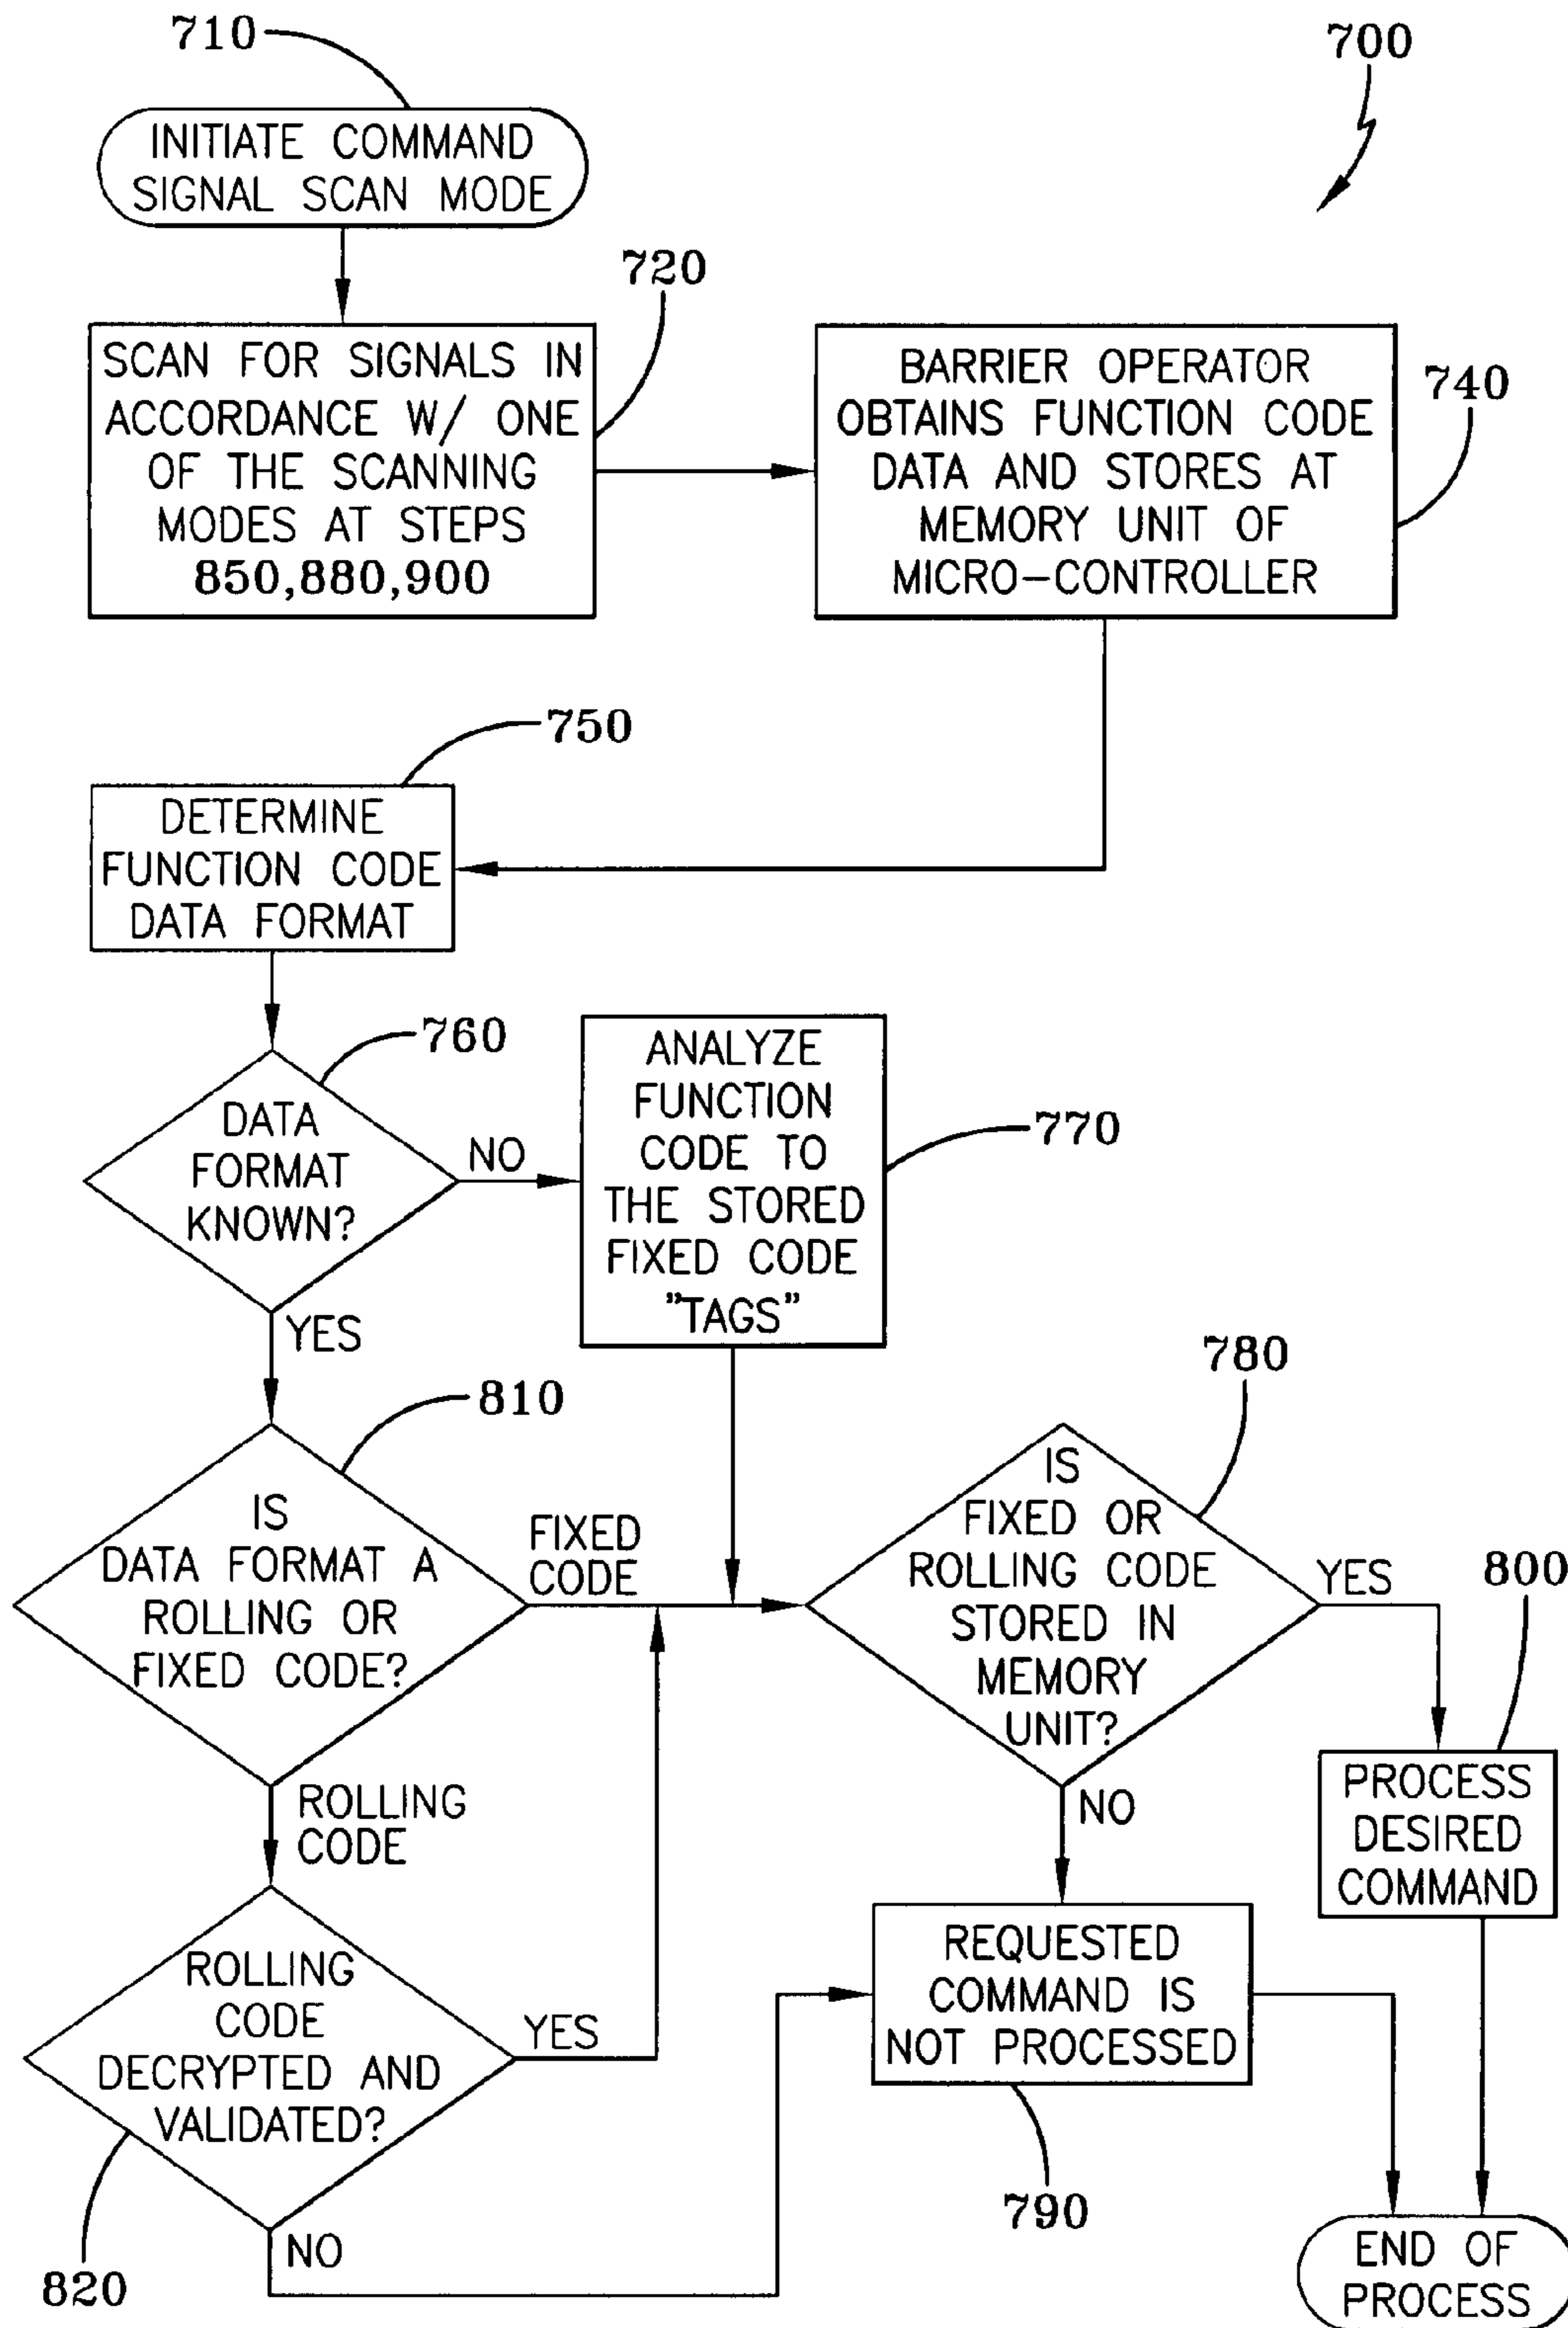 710
700
INITIATE COMMAND
SIGNAL SCAN MODE
720
SCAN FOR SIGNALS IN
ACCORDANCE W/ ONE
OF THE SCANNING
MODES AT STEPS
850,880,900
BARRIER OPERATOR
OBTAINS FUNCTION CODE
DATA AND STORES AT
MEMORY UNIT OF
MICRO-CONTROLLER
740
750
DETERMINE
FUNCTION CODE
DATA FORMAT
760
DATA
FORMAT
KNOWN?
NO
YES
ANALYZE
FUNCTION
CODE TO
THE STORED
FIXED CODE
"TAGS"
770
810
IS
DATA FORMAT A
ROLLING OR
FIXED CODE?
FIXED
CODE
ROLLING
CODE
780
IS
FIXED OR
ROLLING CODE
STORED IN
MEMORY
UNIT?
YES
NO
800
PROCESS
DESIRED
COMMAND
ROLLING
CODE
DECRYPTED AND
VALIDATED?
YES
NO
820
REQUESTED
COMMAND IS
NOT PROCESSED
790
END OF
PROCESS